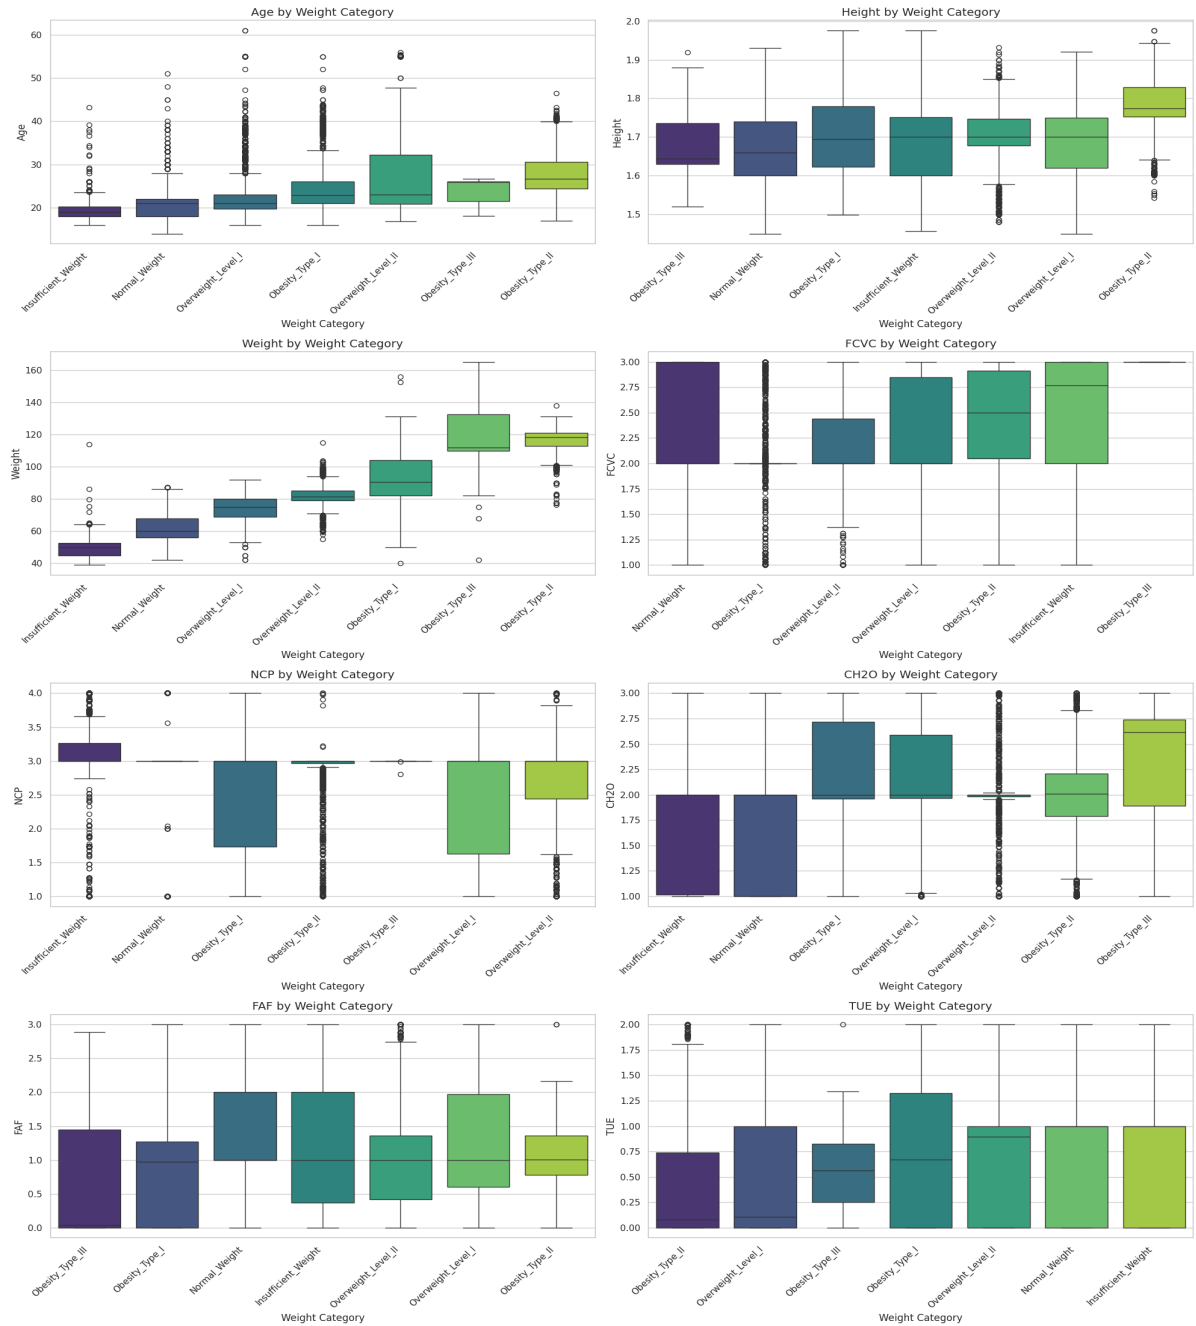 Age by Weight Category
Age
60
50
40
30
20
Insufficient_Weight
Normal_Weight
Overweight_Level_I
Obesity_Type_I
Overweight_Level_II
Obesity_Type_III
Obesity_Type_II
Weight Category
Height by Weight Category
Height
2.0
1.9
1.8
1.7
1.6
1.5
Obesity_Type_III
Normal_Weight
Obesity_Type_I
Insufficient_Weight
Overweight_Level_II
Overweight_Level_I
Obesity_Type_II
Weight Category
Weight by Weight Category
Weight
160
140
120
100
80
60
40
Insufficient_Weight
Normal_Weight
Overweight_Level_I
Overweight_Level_II
Obesity_Type_I
Obesity_Type_III
Obesity_Type_II
Weight Category
FCVC by Weight Category
FCVC
3.00
2.75
2.50
2.25
2.00
1.75
1.50
1.25
1.00
Normal_Weight
Obesity_Type_I
Overweight_Level_II
Overweight_Level_I
Obesity_Type_II
Insufficient_Weight
Obesity_Type_III
Weight Category
NCP by Weight Category
NCP
4.0
3.5
3.0
2.5
2.0
1.5
1.0
Insufficient_Weight
Normal_Weight
Obesity_Type_I
Obesity_Type_II
Obesity_Type_III
Overweight_Level_I
Overweight_Level_II
Weight Category
CH2O by Weight Category
CH2O
3.00
2.75
2.50
2.25
2.00
1.75
1.50
1.25
1.00
Insufficient_Weight
Normal_Weight
Obesity_Type_I
Overweight_Level_I
Overweight_Level_II
Obesity_Type_II
Obesity_Type_III
Weight Category
FAF by Weight Category
FAF
3.0
2.5
2.0
1.5
1.0
0.5
0.0
Obesity_Type_III
Obesity_Type_I
Normal_Weight
Insufficient_Weight
Overweight_Level_II
Overweight_Level_I
Obesity_Type_II
Weight Category
TUE by Weight Category
TUE
2.00
1.75
1.50
1.25
1.00
0.75
0.50
0.25
0.00
Obesity_Type_II
Overweight_Level_I
Obesity_Type_III
Obesity_Type_I
Overweight_Level_II
Normal_Weight
Insufficient_Weight
Weight Category